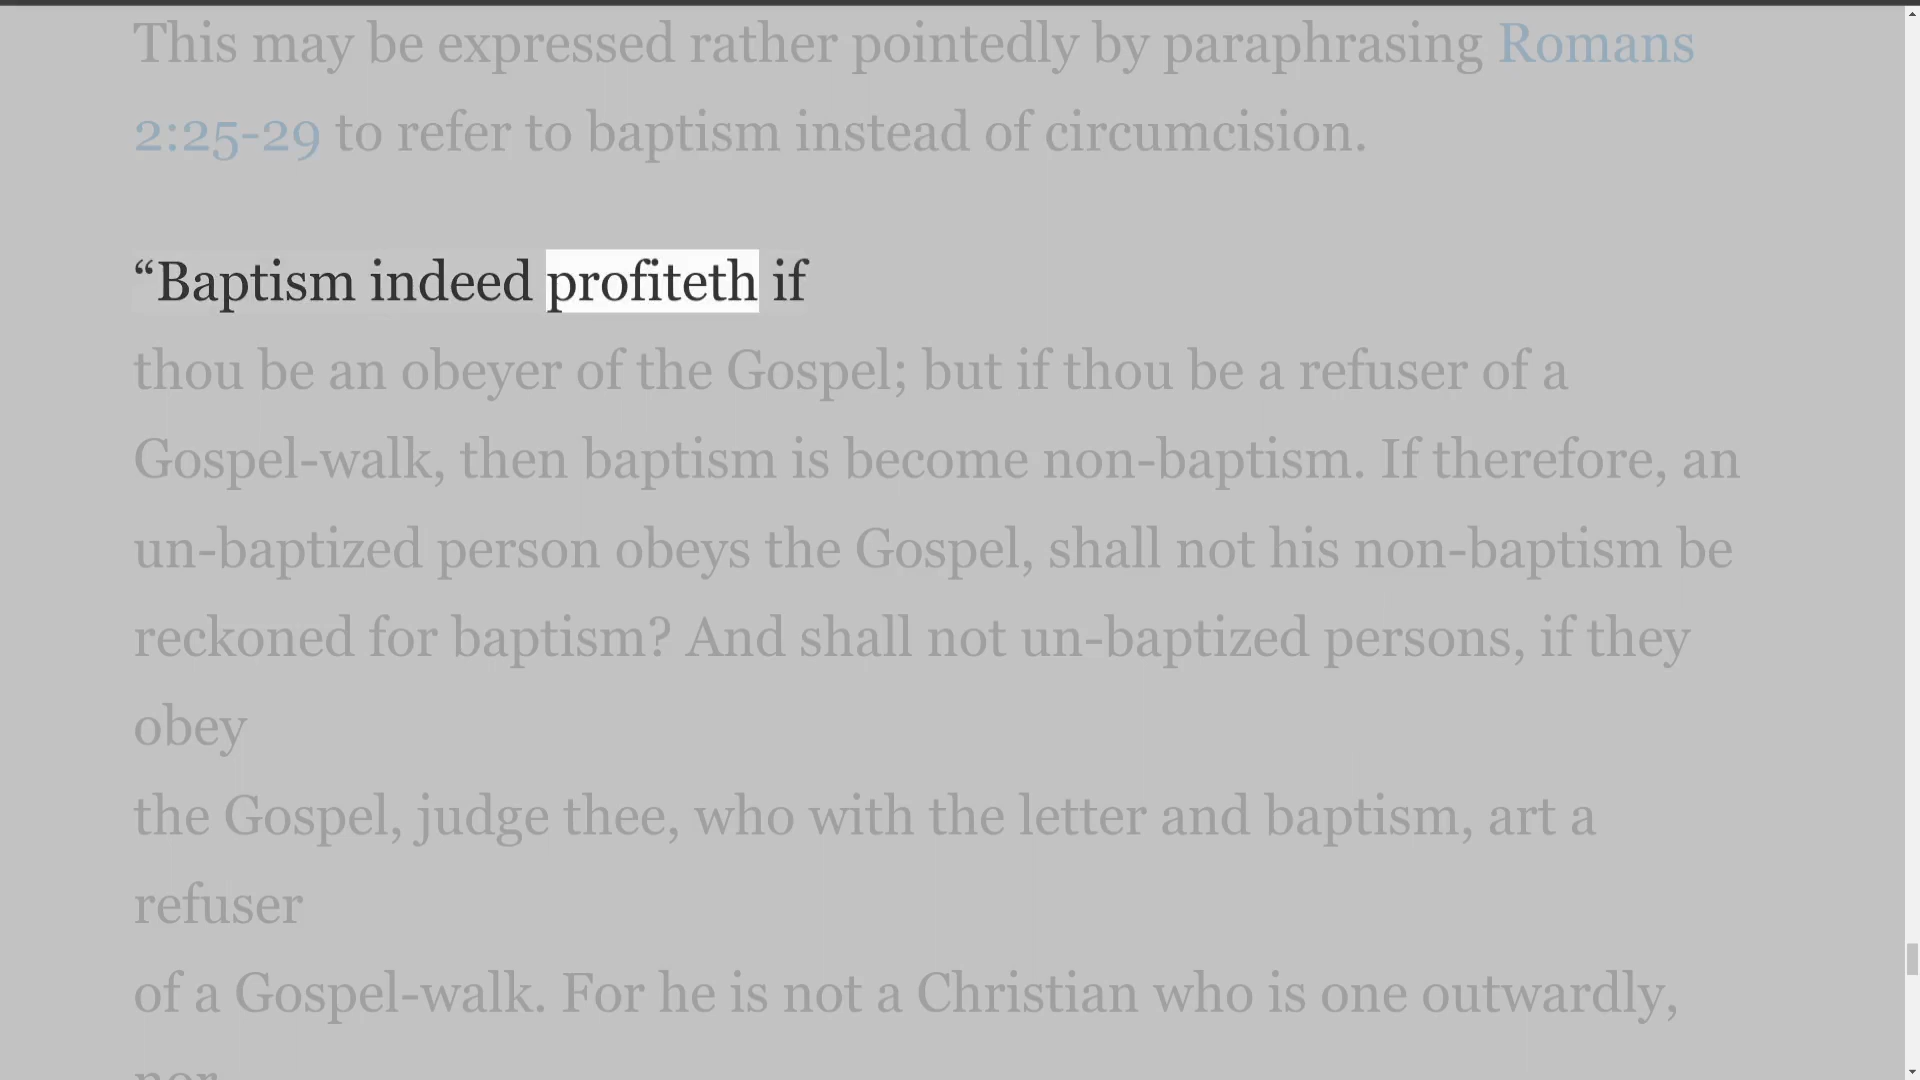 This may be expressed rather pointedly by paraphrasing Romans
2:25-29 to refer to baptism instead of circumcision.
“Baptism indeed profiteth if
thou be an obeyer of the Gospel; but if thou be a refuser of a
Gospel-walk, then baptism is become non-baptism. If therefore, an
un-baptized person obeys the Gospel, shall not his non-baptism be
reckoned for baptism? And shall not un-baptized persons, if they
obey
the Gospel, judge thee, who with the letter and baptism, art a
refuser
of a Gospel-walk. For he is not a Christian who is one outwardly,
nor